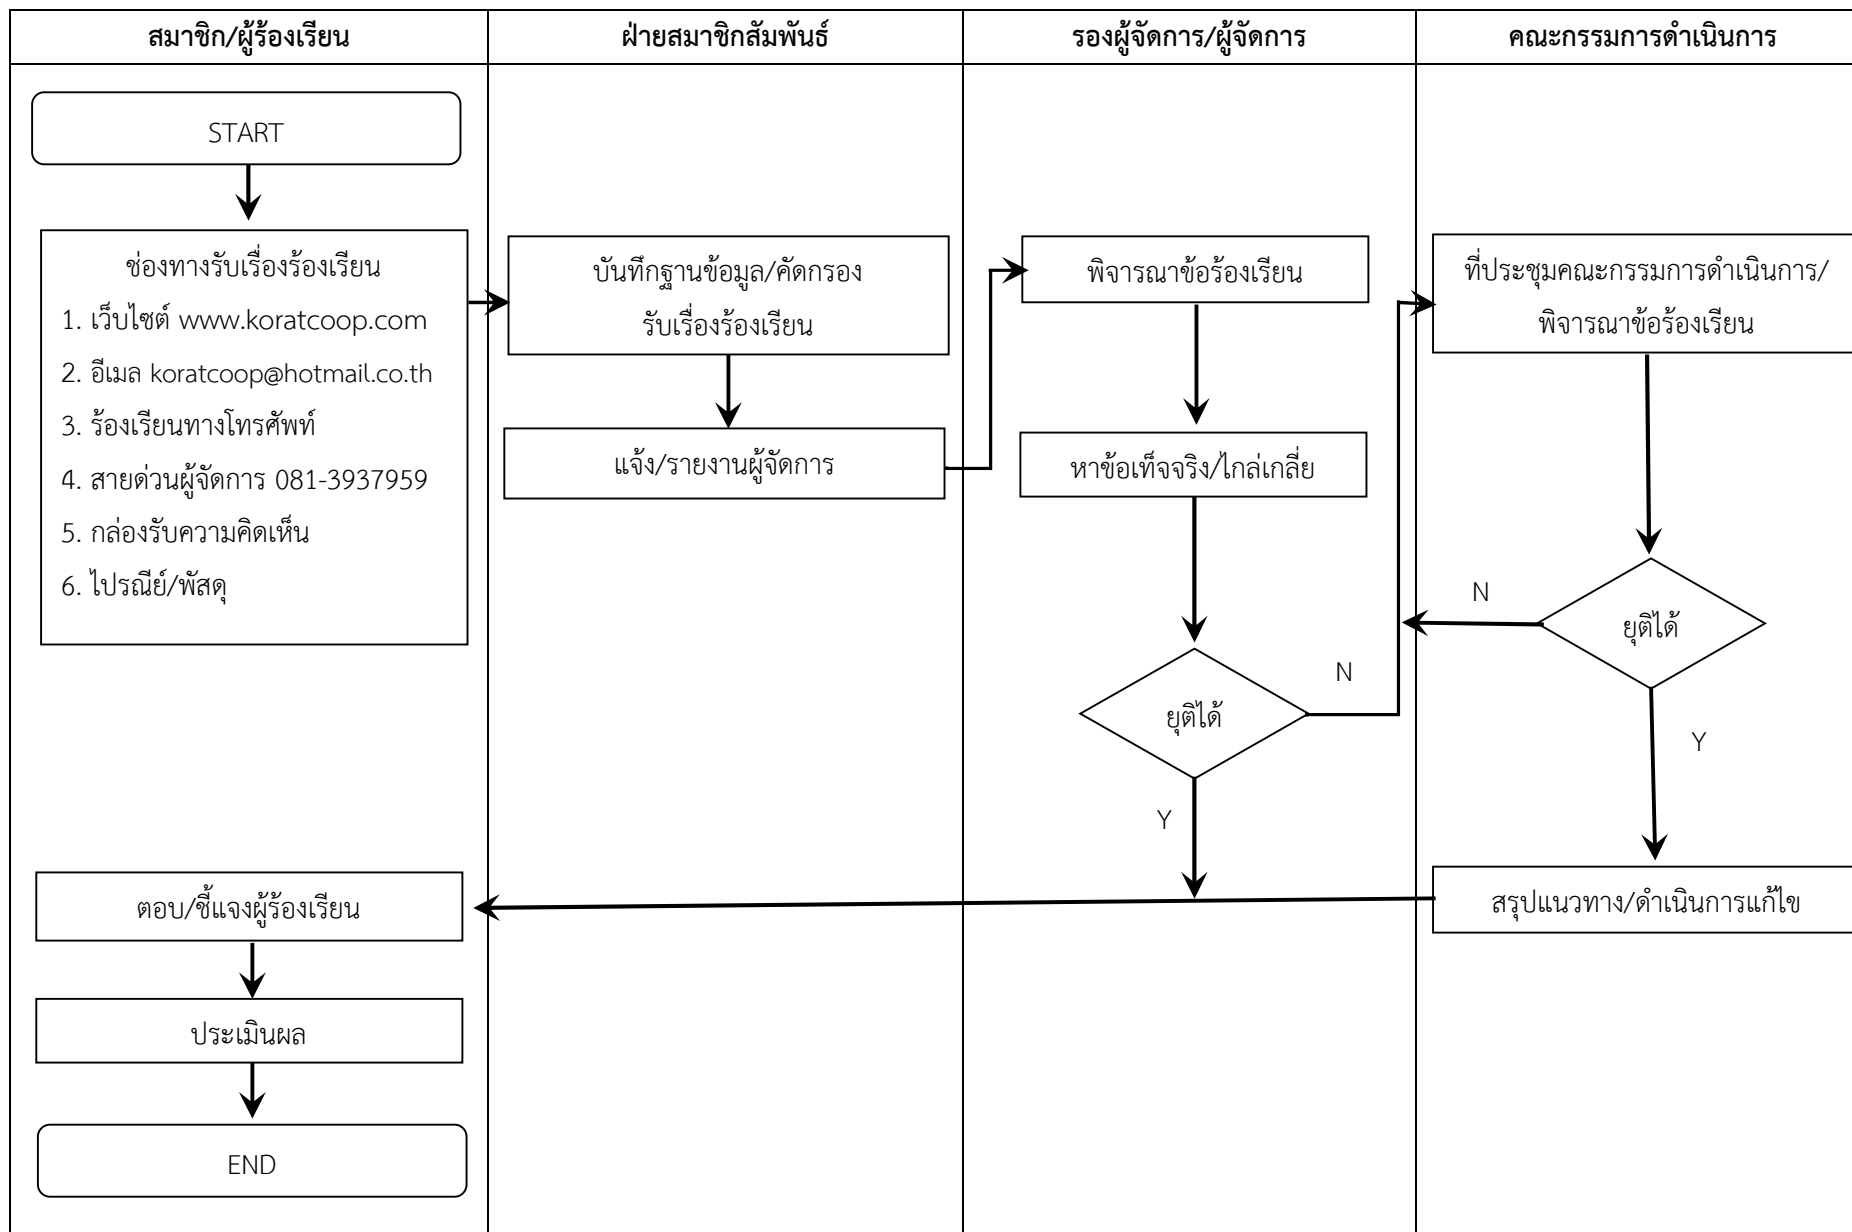 สมาชิก/ผู้ร้องเรียน
ฝ่ายสมาชิกสัมพันธ์
รองผู้จัดการ/ผู้จัดการ
คณะกรรมการดำเนินการ
START
ช่องทางรับเรื่องร้องเรียน
1. เว็บไซต์ www.koratcoop.com
2. อีเมล koratcoop@hotmail.co.th
3. ร้องเรียนทางโทรศัพท์
4. สายด่วนผู้จัดการ 081-3937959
5. กล่องรับความคิดเห็น
6. ไปรณีย์/พัสดุ
บันทึกฐานข้อมูล/คัดกรอง
รับเรื่องร้องเรียน
แจ้ง/รายงานผู้จัดการ
พิจารณาข้อร้องเรียน
หาข้อเท็จจริง/ไกล่เกลี่ย
ยุติได้
N
Y
ที่ประชุมคณะกรรมการดำเนินการ/
พิจารณาข้อร้องเรียน
N
ยุติได้
Y
สรุปแนวทาง/ดำเนินการแก้ไข
ตอบ/ชี้แจงผู้ร้องเรียน
ประเมินผล
END